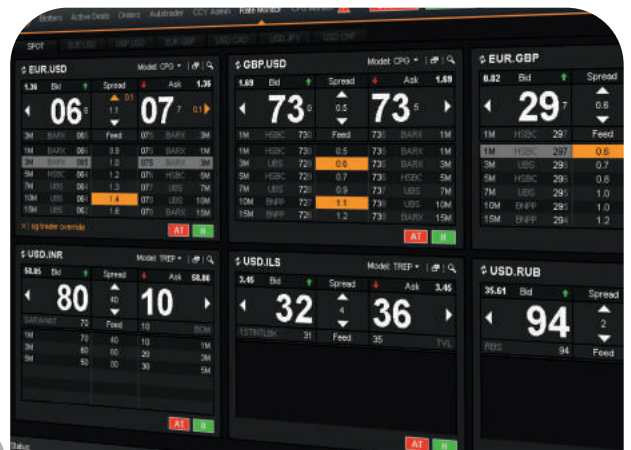 Blotters Active Deals Orders Autotrader CCY Admin Rate Monitor
SPOT EUR.USD GBP.USD EUR.GBP USD.CAD USD.JPY USD.CHF
EUR.USD Model: CPG
1.36 Bid Spread Ask 1.36
06 6 0.1 1.1 07 7 0.1
3M BARX 06 Feed 07 BARX 3M
1M BARX 06 0.9 07 BARX 1M
3M BARX 06 1.0 07 BARX 3M
5M HSBC 06 1.2 07 HSBC 5M
7M UBS 06 1.3 07 UBS 7M
10M UBS 06 1.4 07 UBS 10M
15M UBS 06 1.6 07 BARX 15M
trader override
AT
GBP.USD Model: CPG
1.69 Bid Spread Ask 1.69
73 0 0.5 73 5
1M HSBC 73 Feed 73 BARX 1M
1M HSBC 73 0.5 73 BARX 1M
3M UBS 72 0.6 73 BARX 3M
5M HSBC 72 0.7 73 HSBC 5M
7M UBS 72 0.9 73 UBS 7M
10M BNPP 72 1.1 73 UBS 10M
15M BNPP 72 1.2 73 BARX 15M
AT
EUR.GBP
0.82 Bid Spread
29 7 0.6
1M HSBC 29 Feed
1M HSBC 297 0.6
3M UBS 296 0.7
5M HSBC 296 0.8
7M UBS 295 1.0
10M BNPP 295 1.0
15M BNPP 29 1.2
USD.INR Model: TREP
58.85 Bid Spread Ask 58.86
80 40 10
SARAWAT 70 Feed 10 BOM
1M 70 40 10 1M
3M 60 60 20 3M
5M 50 80 30 5M
AT
USD.ILS Model: TREP
3.45 Bid Spread Ask 3.45
32 4 36
1STINTLBK 31 Feed 35 TVL
AT
USD.RUB
35.61 Bid Spread
94 2
RBS 94 Feed
Status: